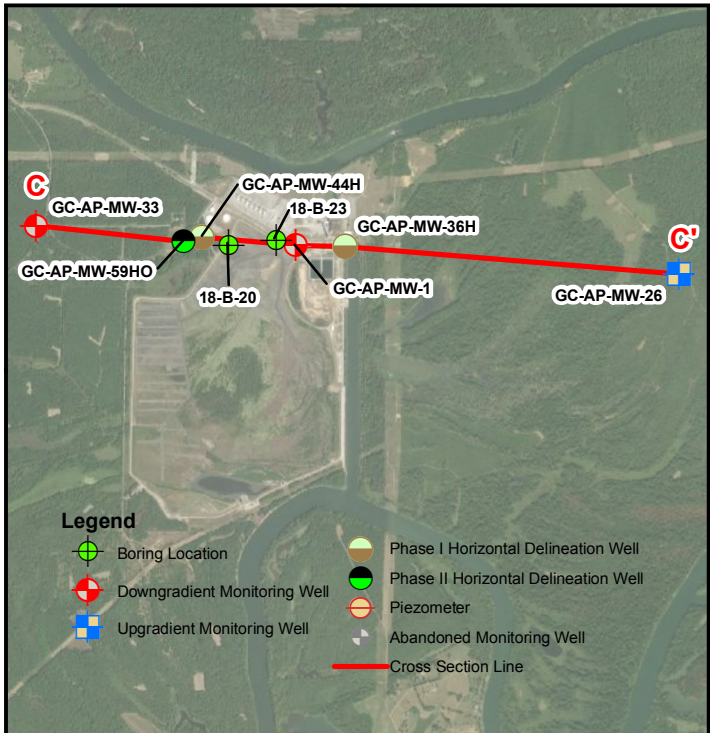 C
GC-AP-MW-33
GC-AP-MW-44H
18-B-23
GC-AP-MW-36H
C'
GC-AP-MW-59HO
18-B-20
GC-AP-MW-1
GC-AP-MW-26
Legend
Boring Location
Downgradient Monitoring Well
Upgradient Monitoring Well
Phase I Horizontal Delineation Well
Phase II Horizontal Delineation Well
Piezometer
Abandoned Monitoring Well
Cross Section Line